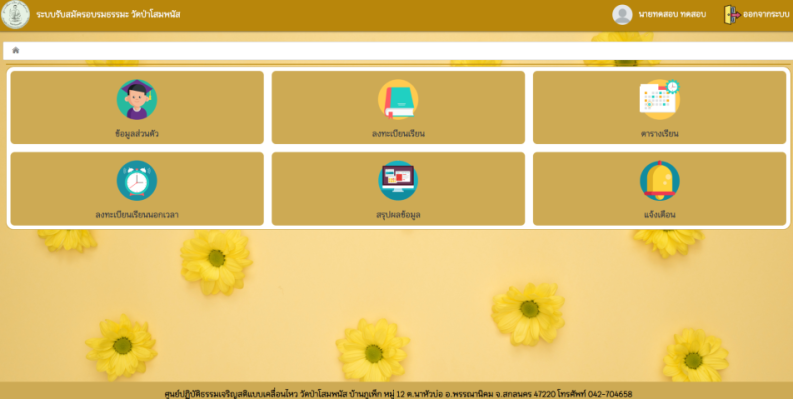 ระบบรับสมัครอบรมธรรมะ วัดป่าโสมพนัส
นายทดสอบ ทดสอบ
ออกจากระบบ
ข้อมูลส่วนตัว
ลงทะเบียนเรียน
ตารางเรียน
ลงทะเบียนเรียนนอกเวลา
สรุปผลข้อมูล
แจ้งเตือน
ศูนย์ปฏิบัติธรรมเจริญสติแบบเคลื่อนไหว วัดป่าโสมพนัส บ้านภูเพ็ก หมู่ 12 ต.นาหัวบ่อ อ.พรรณานิคม จ.สกลนคร 47220 โทรศัพท์ 042-704658